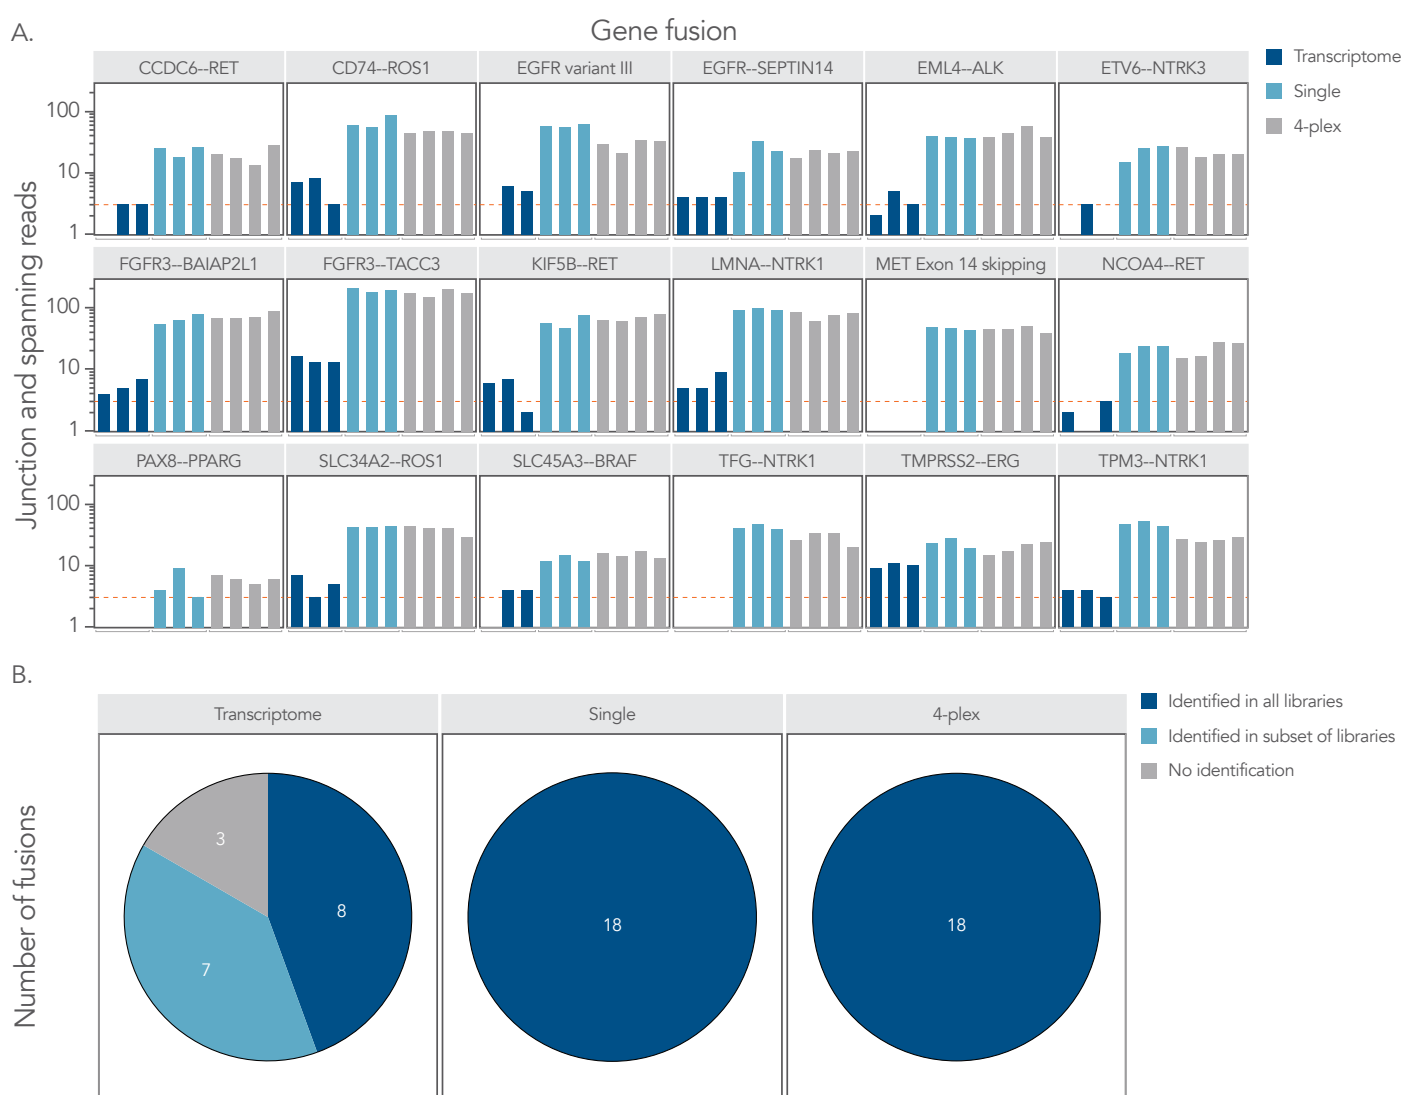 A.
Gene fusion
Transcriptome
Single
4-plex
Junction and spanning reads
CCDC6--RET
CD74--ROS1
EGFR variant III
EGFR--SEPTIN14
EML4--ALK
ETV6--NTRK3
100
10
1
FGFR3--BAIAP2L1
FGFR3--TACC3
KIF5B--RET
LMNA--NTRK1
MET Exon 14 skipping
NCOA4--RET
100
10
1
PAX8--PPARG
SLC34A2--ROS1
SLC45A3--BRAF
TFG--NTRK1
TMPRSS2--ERG
TPM3--NTRK1
100
10
1
B.
Number of fusions
Transcriptome
Single
4-plex
Identified in all libraries
Identified in subset of libraries
No identification
3
8
7
18
18